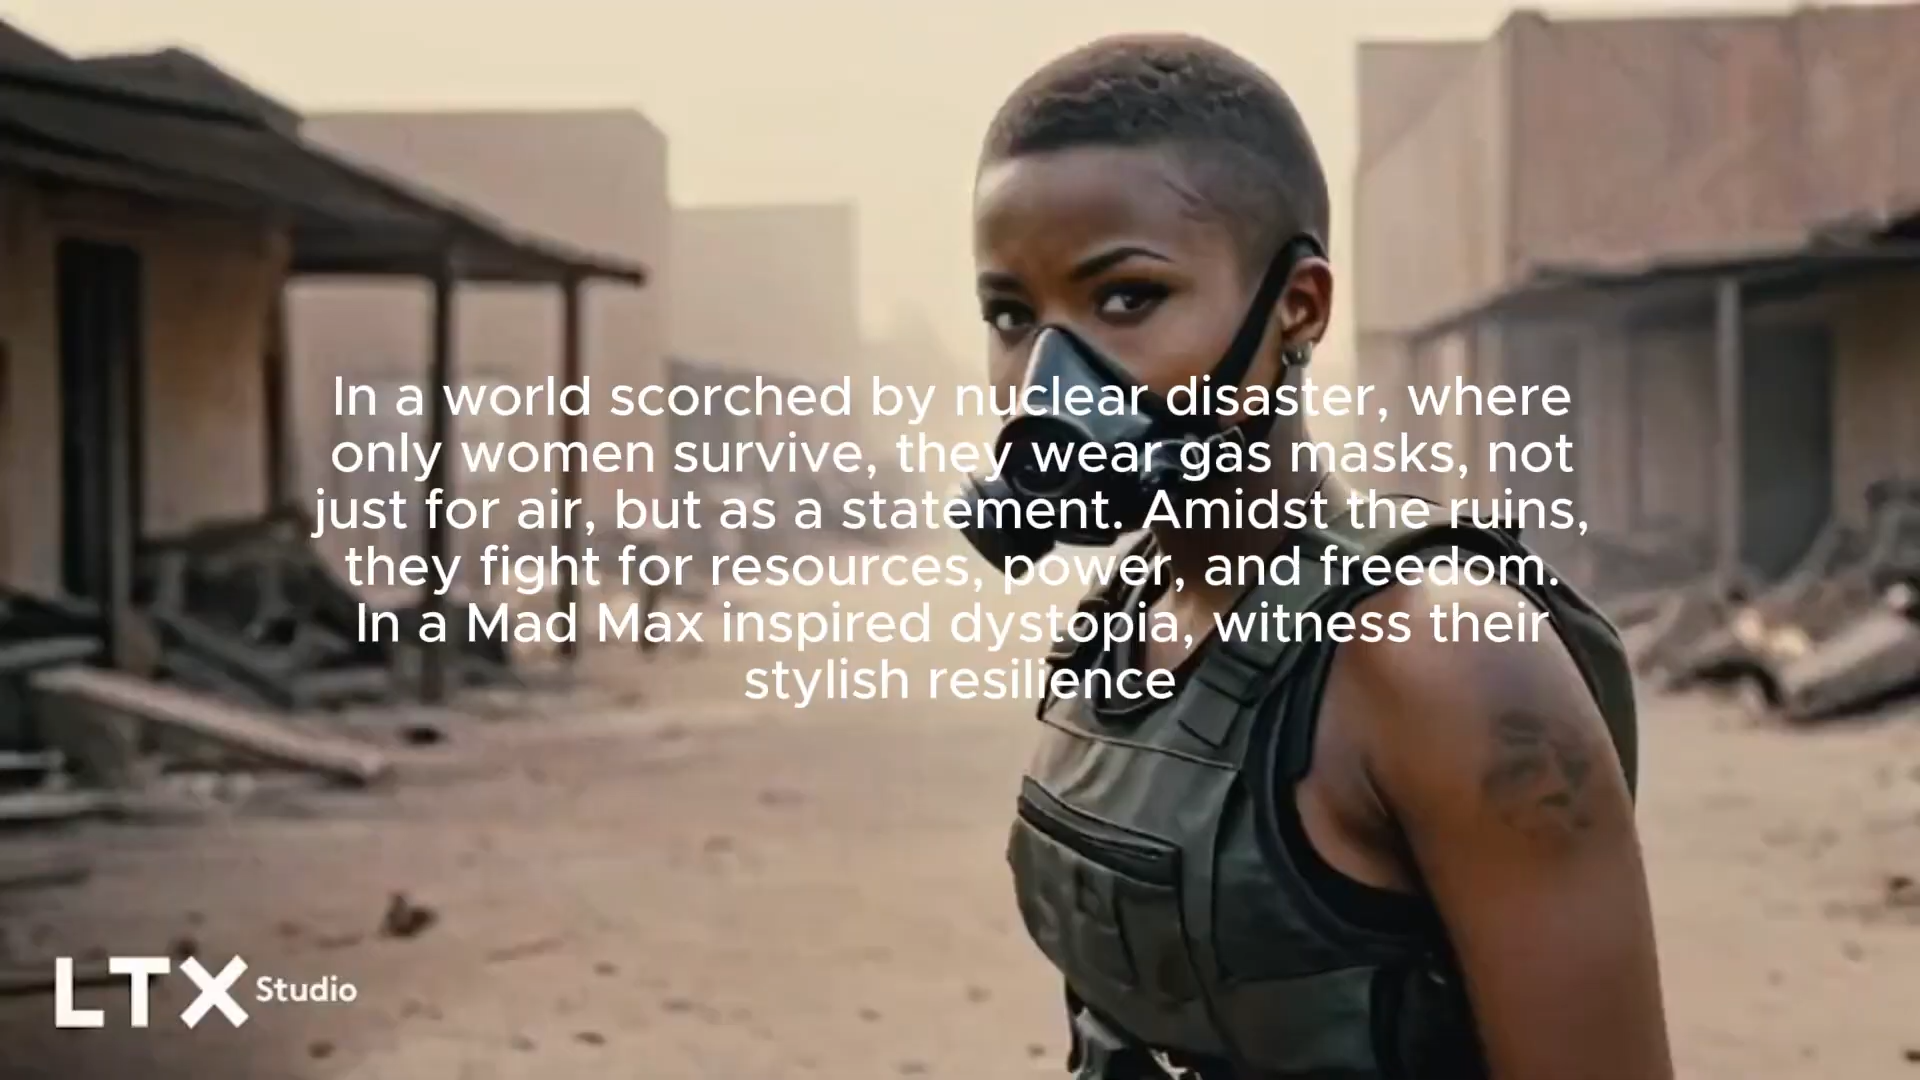 In a world scorched by nuclear disaster, where
only women survive, they wear gas masks, not
just for air, but as a statement. Amidst the ruins,
they fight for resources, power, and freedom.
In a Mad Max inspired dystopia, witness their
stylish resilience
LTX Studio